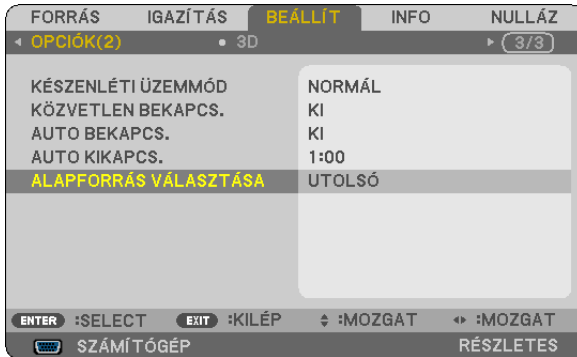 FORRÁS IGAZÍTÁS BEÁLLÍT INFO NULLÁZ
OPCIÓK(2) • 3D 3/3
KÉSZENLÉTI ÜZEMMÓD NORMÁL
KÖZVETLEN BEKAPCS. KI
AUTO BEKAPCS. KI
AUTO KIKAPCS. 1:00
ALAPFORRÁS VÁLASZTÁSA UTOLSÓ
ENTER :SELECT EXIT :KILÉP :MOZGAT :MOZGAT
SZÁMÍTÓGÉP RÉSZLETES